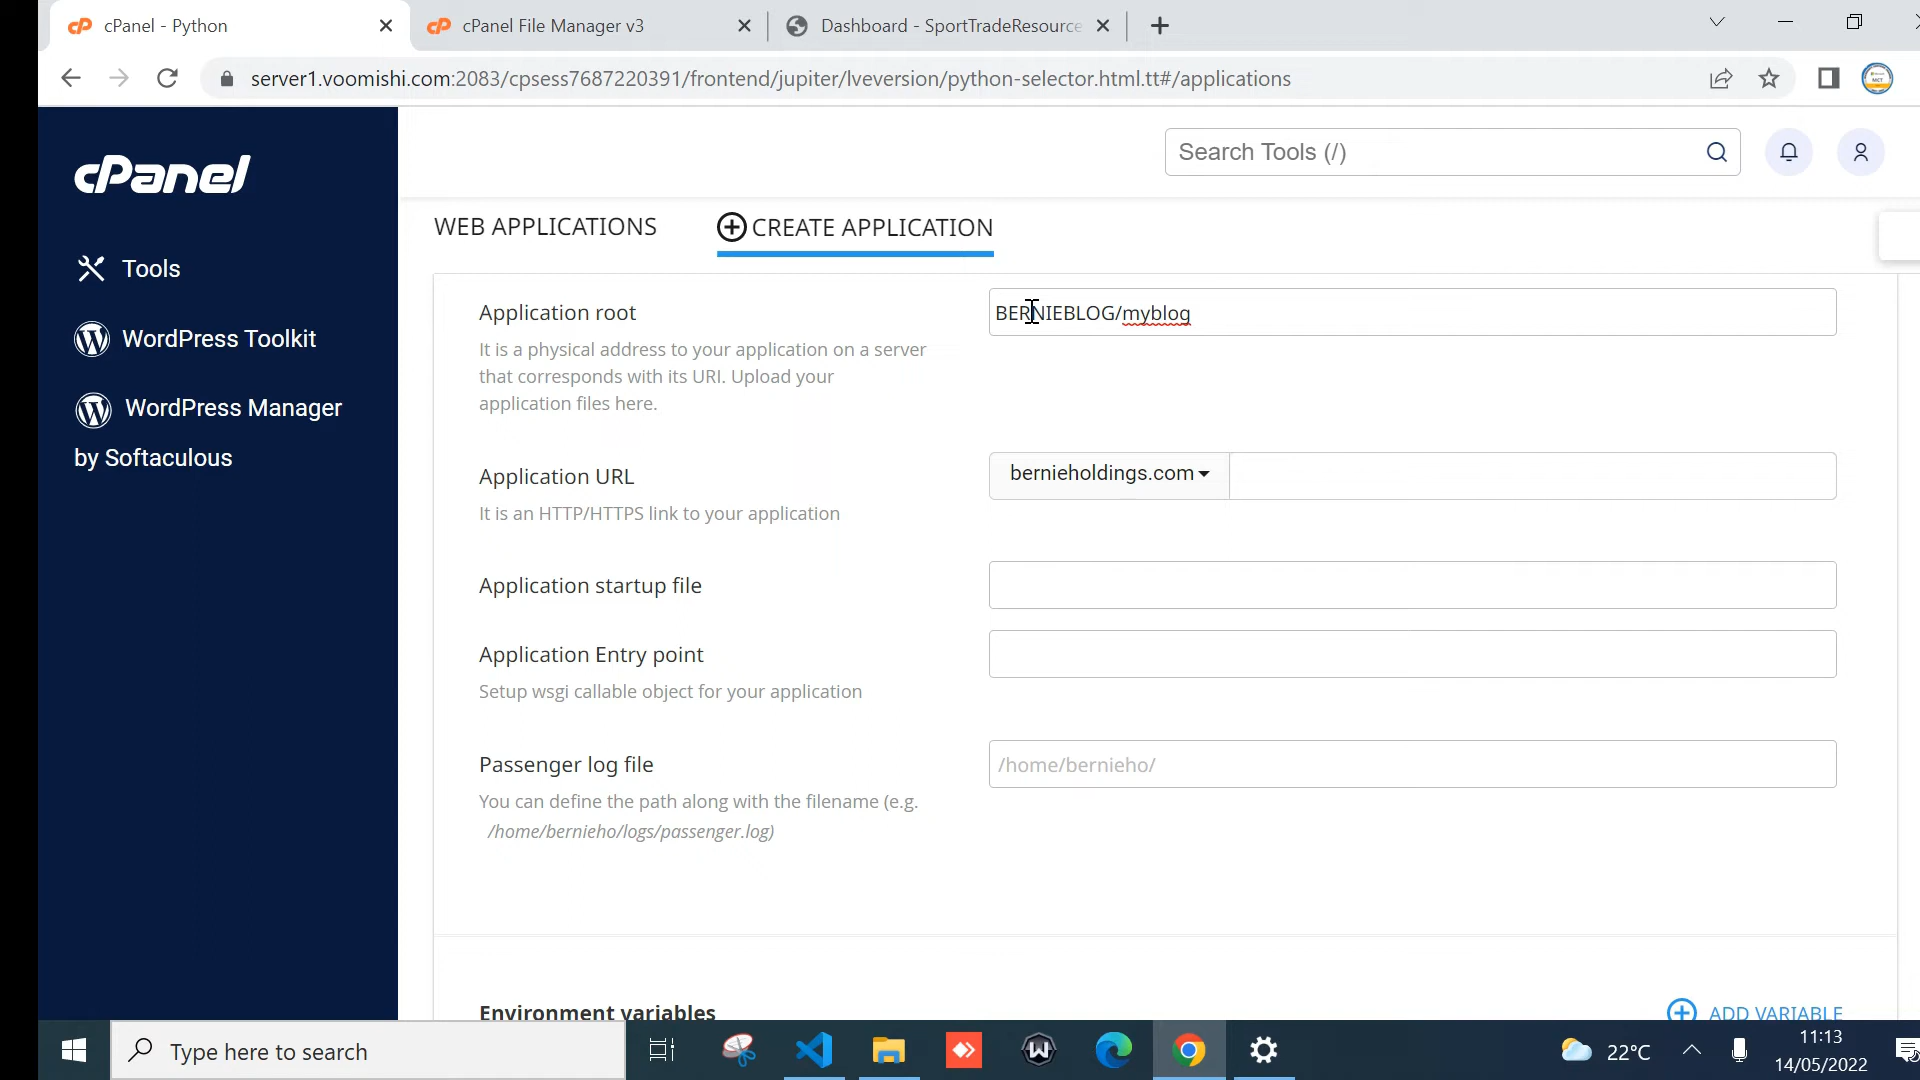 cPanel - Python
cPanel File Manager v3
Dashboard - SportTradeResource
server1.voomishi.com:2083/cpsess7687220391/frontend/jupiter/lveversion/python-selector.html.tt#/applications
cPanel
Search Tools (/)
Tools
WordPress Toolkit
WordPress Manager
by Softaculous
WEB APPLICATIONS
CREATE APPLICATION
Application root
BERNIEBLOG/myblog
It is a physical address to your application on a server
that corresponds with its URI. Upload your
application files here.
Application URL
bernieholdings.com
It is an HTTP/HTTPS link to your application
Application startup file
Application Entry point
Setup wsgi callable object for your application
Passenger log file
/home/bernieho/
You can define the path along with the filename (e.g.
/home/bernieho/logs/passenger.log)
Environment variables
ADD VARIABLE
Type here to search
22°C
11:13
14/05/2022